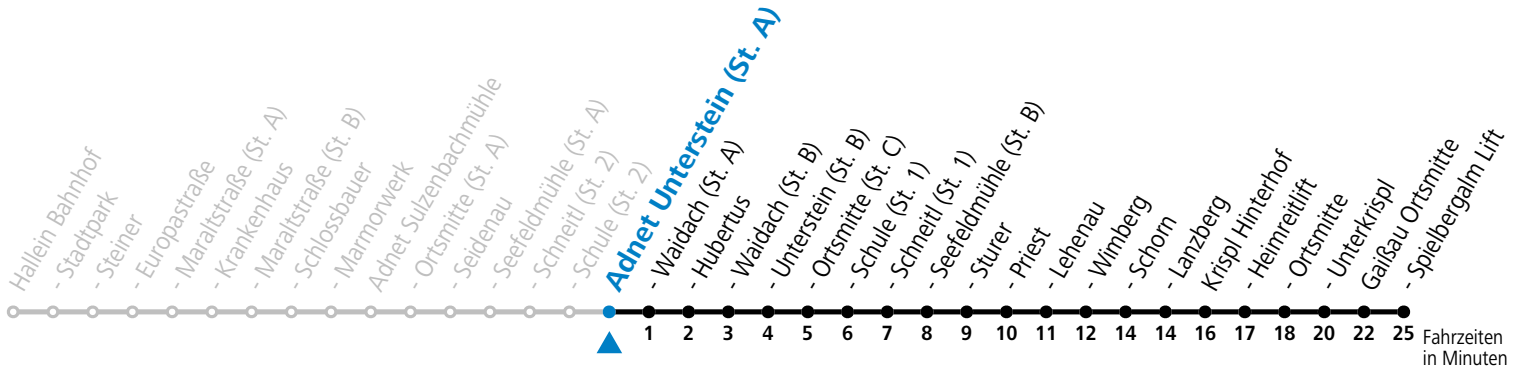 Hallein Bahnhof
- Stadtpark
- Steiner
- Europastraße
- Maraltstraße (St. A)
- Krankenhaus
- Maraltstraße (St. B)
- Schlossbauer
- Marmorwerk
Adnet Sulzenbachmühle
- Ortsmitte (St. A)
- Seidenau
- Seefeldmühle (St. A)
- Schneitl (St. 2)
- Schule (St. 2)
Adnet Unterstein (St. A)
- Waidach (St. A)
- Hubertus
- Waidach (St. B)
- Unterstein (St. B)
- Ortsmitte (St. C)
- Schule (St. 1)
- Schneitl (St. 1)
- Seefeldmühle (St. B)
- Sturer
- Priest
- Lehenau
- Wimberg
- Schorn
- Lanzberg
Krispl Hinterhof
- Heimreitlift
- Ortsmitte
- Unterkrispl
Gaißau Ortsmitte
- Spielbergalm Lift
1 2 3 4 5 6 7 8 9 10 11 12 14 14 16 17 18 20 22 25
Fahrzeiten
in Minuten